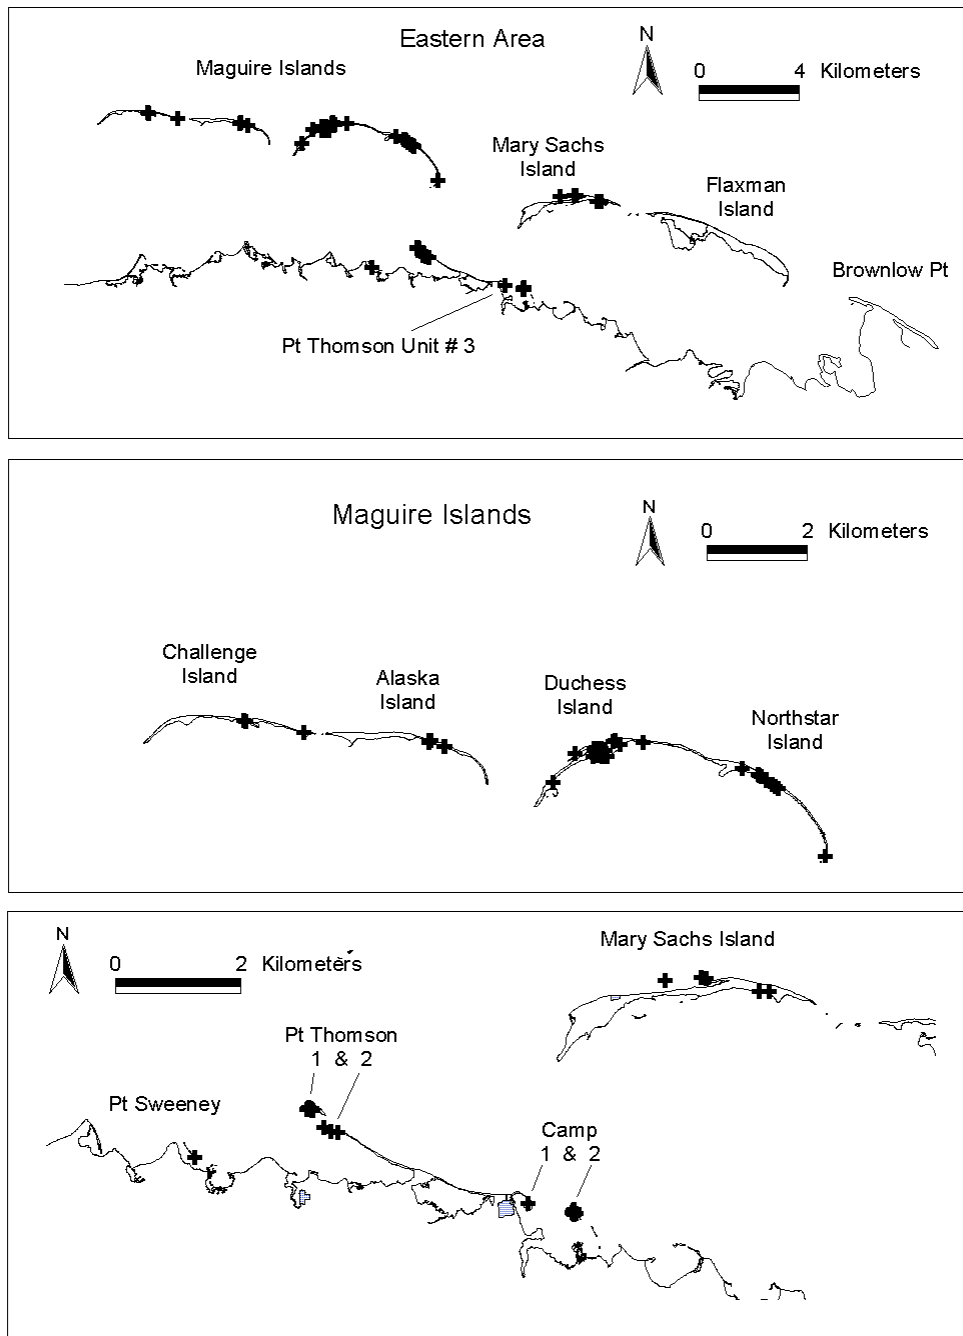 Eastern Area
N
0 4 Kilometers
Maguire Islands
Mary Sachs
Island
Flaxman
Island
Brownlow Pt
Pt Thomson Unit # 3
Maguire Islands
N
0 2 Kilometers
Challenge
Island
Alaska
Island
Duchess
Island
Northstar
Island
N
0 2 Kilometers
Mary Sachs Island
Pt Thomson
1 & 2
Pt Sweeney
Camp
1 & 2